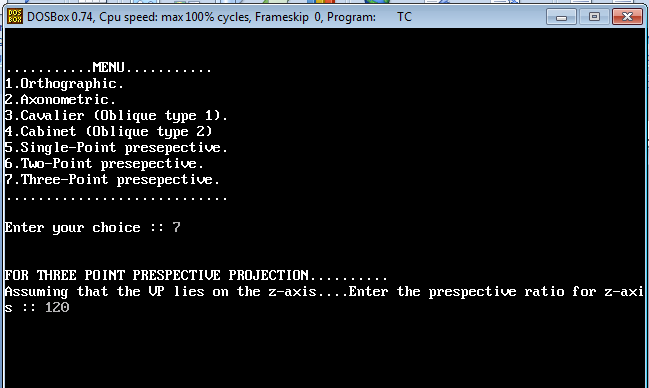 DOSBox 0.74, Cpu speed: max 100% cycles, Frameskip 0, Program: TC
...........MENU...........
1.Orthographic.
2.Axonometric.
3.Cavalier (Oblique type 1).
4.Cabinet (Oblique type 2)
5.Single-Point presepective.
6.Two-Point presepective.
7.Three-Point presepective.
............................
Enter your choice :: 7
FOR THREE POINT PRESPECTIVE PROJECTION..........
Assuming that the VP lies on the z-axis....Enter the prespective ratio for z-axi
s :: 120